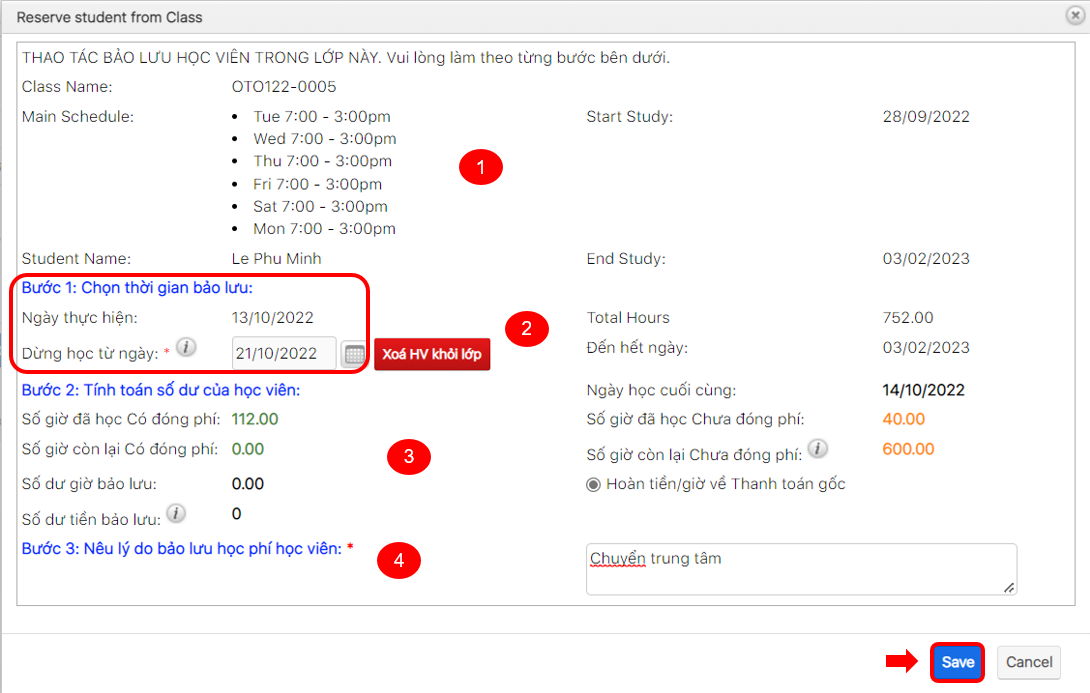 Reserve student from Class
THAO TÁC BẢO LƯU HỌC VIÊN TRONG LỚP NÀY. Vui lòng làm theo từng bước bên dưới.
Class Name: OTO122-0005
Main Schedule: • Tue 7:00 - 3:00pm Start Study: 28/09/2022
• Wed 7:00 - 3:00pm
• Thu 7:00 - 3:00pm 1
• Fri 7:00 - 3:00pm
• Sat 7:00 - 3:00pm
• Mon 7:00 - 3:00pm
Student Name: Le Phu Minh End Study: 03/02/2023
Bước 1: Chọn thời gian bảo lưu:
Ngày thực hiện: 13/10/2022 2 Total Hours 752.00
Dừng học từ ngày: * i 21/10/2022 Xoá HV khỏi lớp Đến hết ngày: 03/02/2023
Bước 2: Tính toán số dư của học viên: Ngày học cuối cùng: 14/10/2022
Số giờ đã học Có đóng phí: 112.00 Số giờ đã học Chưa đóng phí: 40.00
Số giờ còn lại Có đóng phí: 0.00 3 Số giờ còn lại Chưa đóng phí: i 600.00
Số dư giờ bảo lưu: 0.00 Hoàn tiền/giờ về Thanh toán gốc
Số dư tiền bảo lưu: i 0
Bước 3: Nêu lý do bảo lưu học phí học viên: * 4 Chuyển trung tâm
Save Cancel